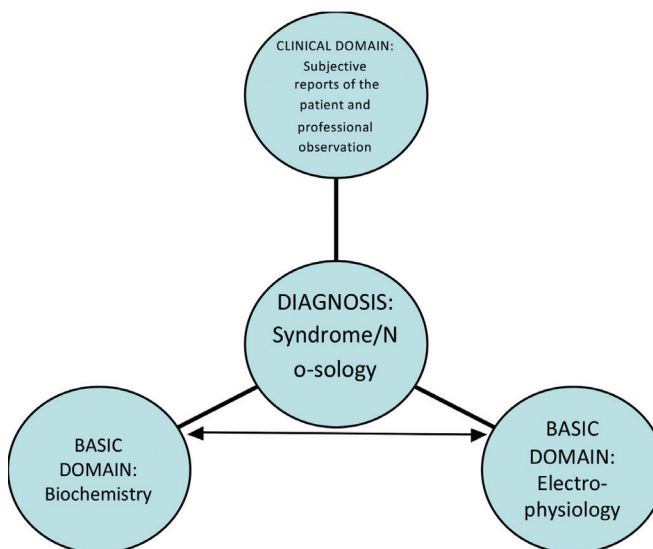 CLINICAL DOMAIN:
Subjective
reports of the
patient and
professional
observation
DIAGNOSIS:
Syndrome/N
o-sology
BASIC
DOMAIN:
Biochemistry
BASIC
DOMAIN:
Electro-
physiology